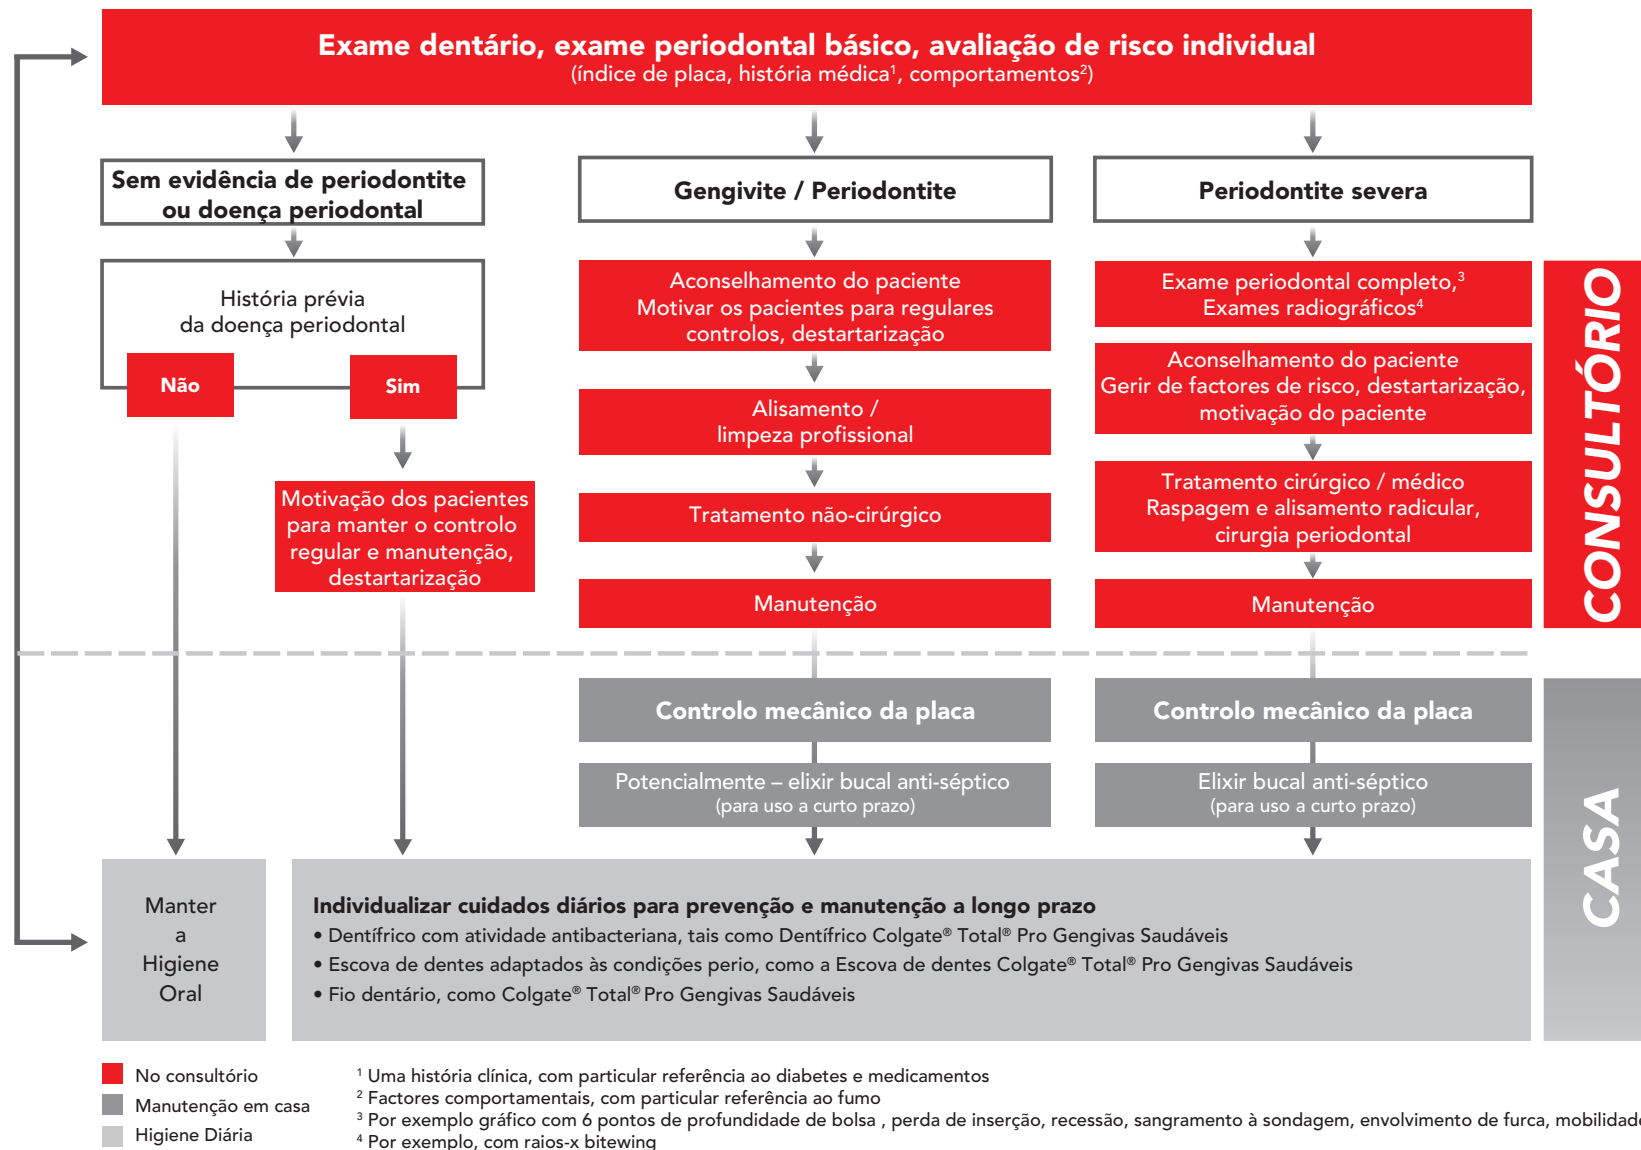 Exame dentário, exame periodontal básico, avaliação de risco individual
(índice de placa, história médica¹, comportamentos²)
Sem evidência de periodontite
ou doença periodontal
História prévia
da doença periodontal
Não
Sim
Motivação dos pacientes
para manter o controlo
regular e manutenção,
destartarização
Gengivite / Periodontite
Aconselhamento do paciente
Motivar os pacientes para regulares
controlos, destartarização
Alisamento /
limpeza profissional
Tratamento não-cirúrgico
Manutenção
Controlo mecânico da placa
Potencialmente – elixir bucal anti-séptico
(para uso a curto prazo)
Periodontite severa
Exame periodontal completo,³
Exames radiográficos⁴
Aconselhamento do paciente
Gerir de factores de risco, destartarização,
motivação do paciente
Tratamento cirúrgico / médico
Raspagem e alisamento radicular,
cirurgia periodontal
Manutenção
Controlo mecânico da placa
Elixir bucal anti-séptico
(para uso a curto prazo)
CONSULTÓRIO
CASA
Manter
a
Higiene
Oral
Individualizar cuidados diários para prevenção e manutenção a longo prazo
• Dentífrico com atividade antibacteriana, tais como Dentífrico Colgate® Total® Pro Gengivas Saudáveis
• Escova de dentes adaptados às condições perio, como a Escova de dentes Colgate® Total® Pro Gengivas Saudáveis
• Fio dentário, como Colgate® Total® Pro Gengivas Saudáveis
No consultório
Manutenção em casa
Higiene Diária
¹ Uma história clínica, com particular referência ao diabetes e medicamentos
² Factores comportamentais, com particular referência ao fumo
³ Por exemplo gráfico com 6 pontos de profundidade de bolsa , perda de inserção, recessão, sangramento à sondagem, envolvimento de furca, mobilidade
⁴ Por exemplo, com raios-x bitewing